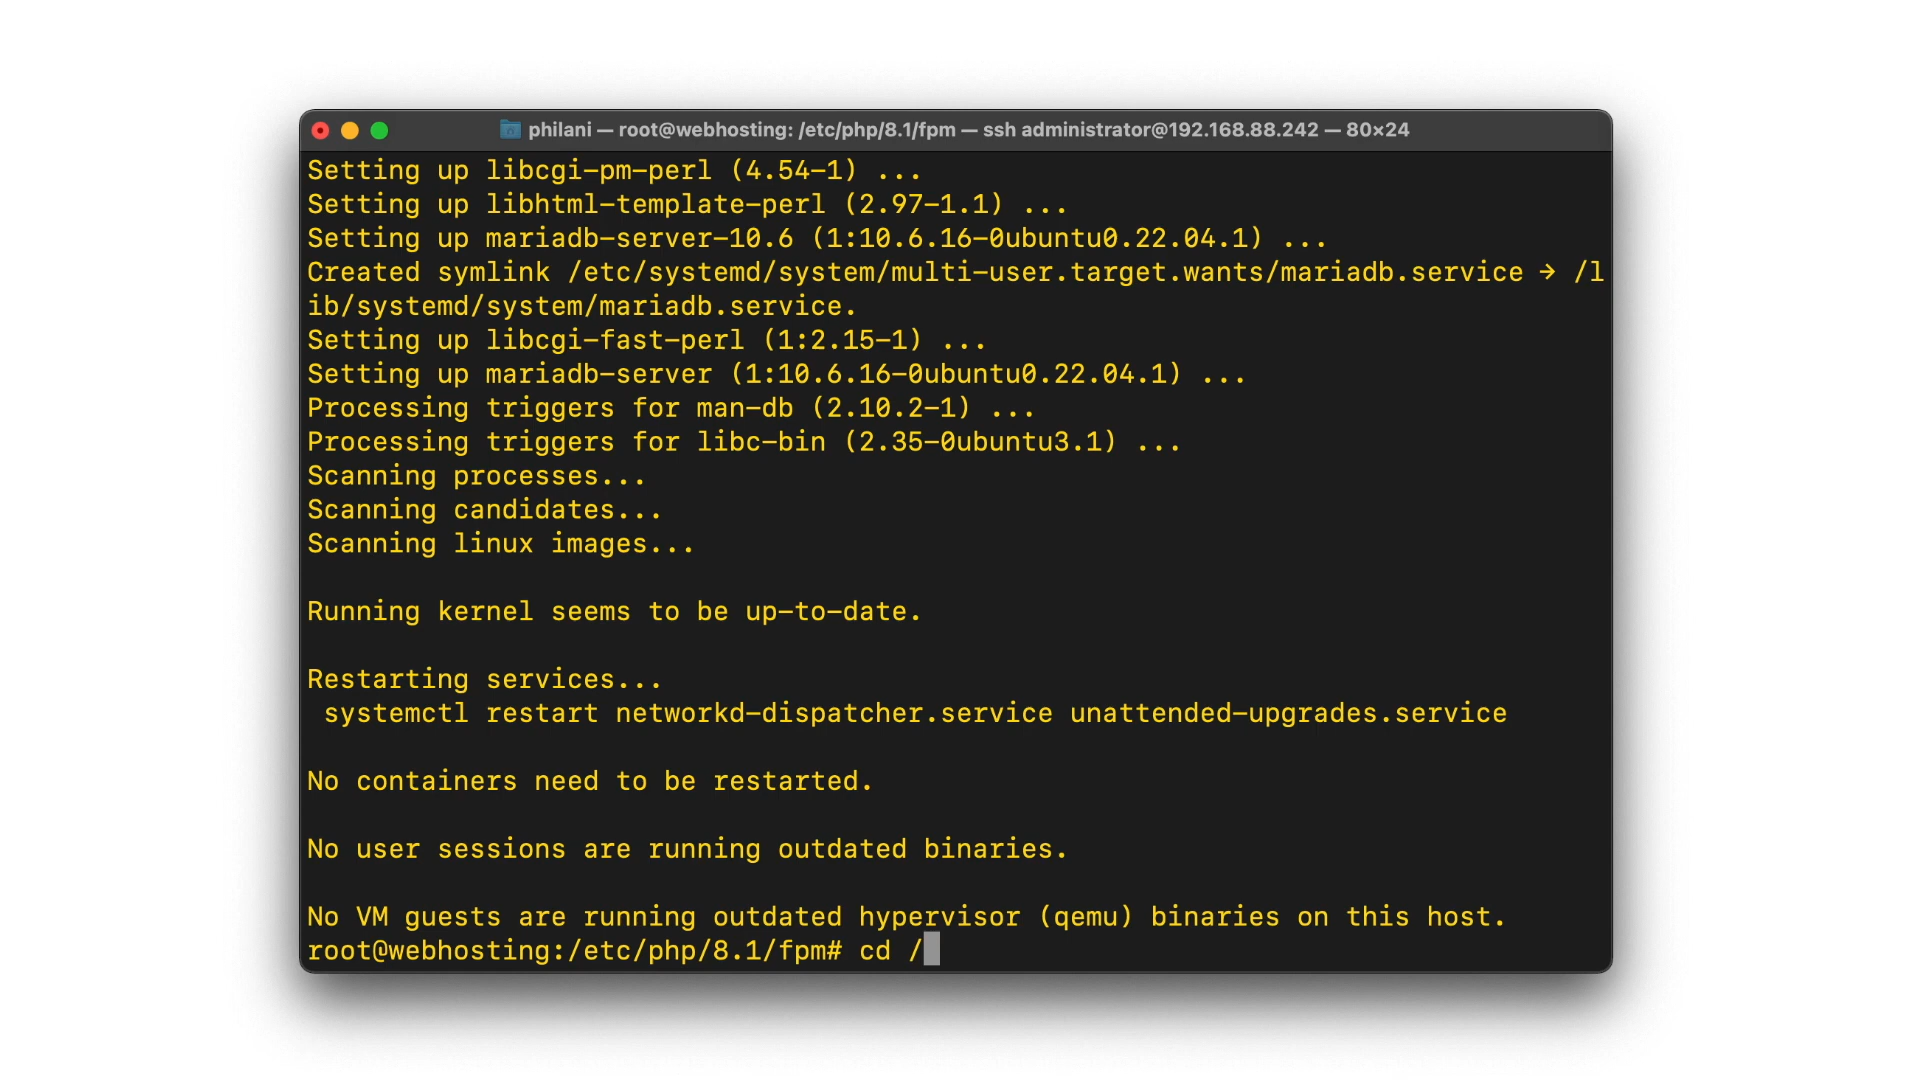 philani — root@webhosting: /etc/php/8.1/fpm — ssh administrator@192.168.88.242 — 80×24
Setting up libcgi-pm-perl (4.54-1) ...
Setting up libhtml-template-perl (2.97-1.1) ...
Setting up mariadb-server-10.6 (1:10.6.16-0ubuntu0.22.04.1) ...
Created symlink /etc/systemd/system/multi-user.target.wants/mariadb.service → /l
ib/systemd/system/mariadb.service.
Setting up libcgi-fast-perl (1:2.15-1) ...
Setting up mariadb-server (1:10.6.16-0ubuntu0.22.04.1) ...
Processing triggers for man-db (2.10.2-1) ...
Processing triggers for libc-bin (2.35-0ubuntu3.1) ...
Scanning processes...
Scanning candidates...
Scanning linux images...
Running kernel seems to be up-to-date.
Restarting services...
systemctl restart networkd-dispatcher.service unattended-upgrades.service
No containers need to be restarted.
No user sessions are running outdated binaries.
No VM guests are running outdated hypervisor (qemu) binaries on this host.
root@webhosting:/etc/php/8.1/fpm# cd /